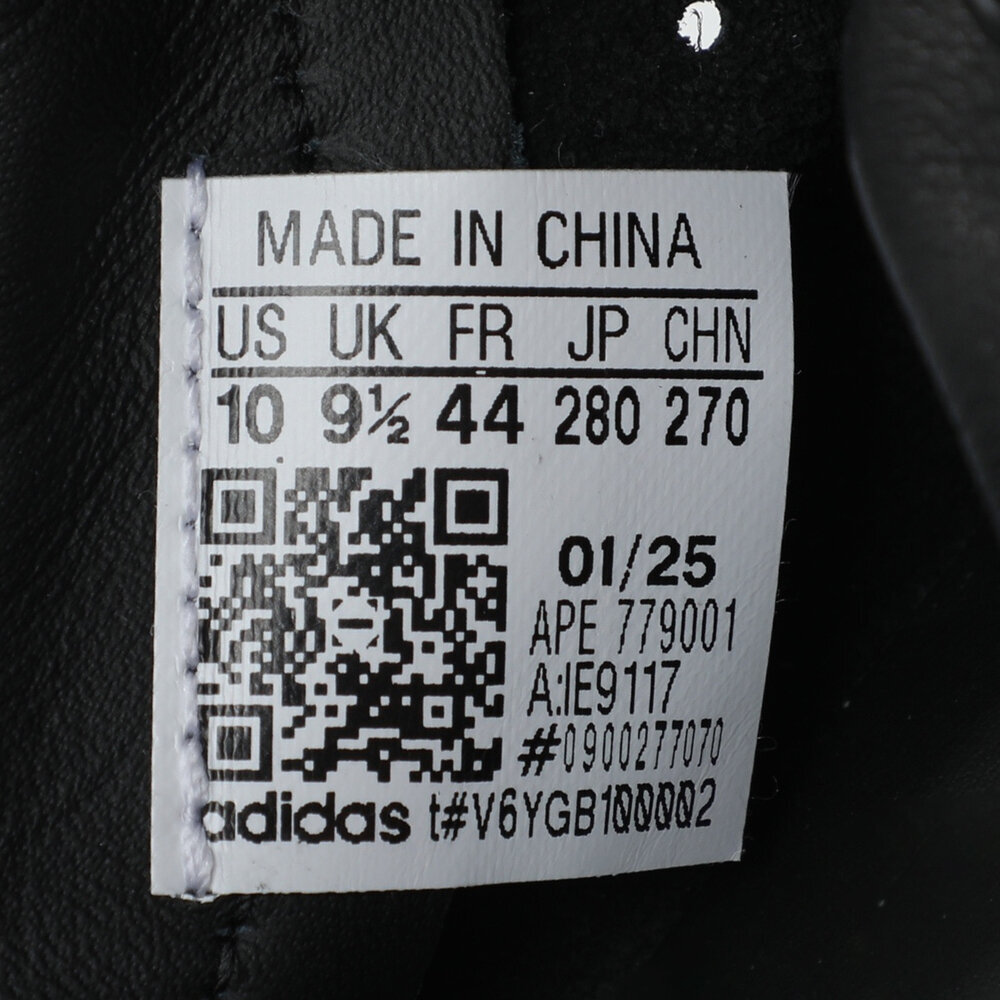 MADE IN CHINA
US UK FR JP CHN
10 9½ 44 280 270
01/25
APE 779001
A:IE9117
#0900277070
adidas t#V6YGB1000002